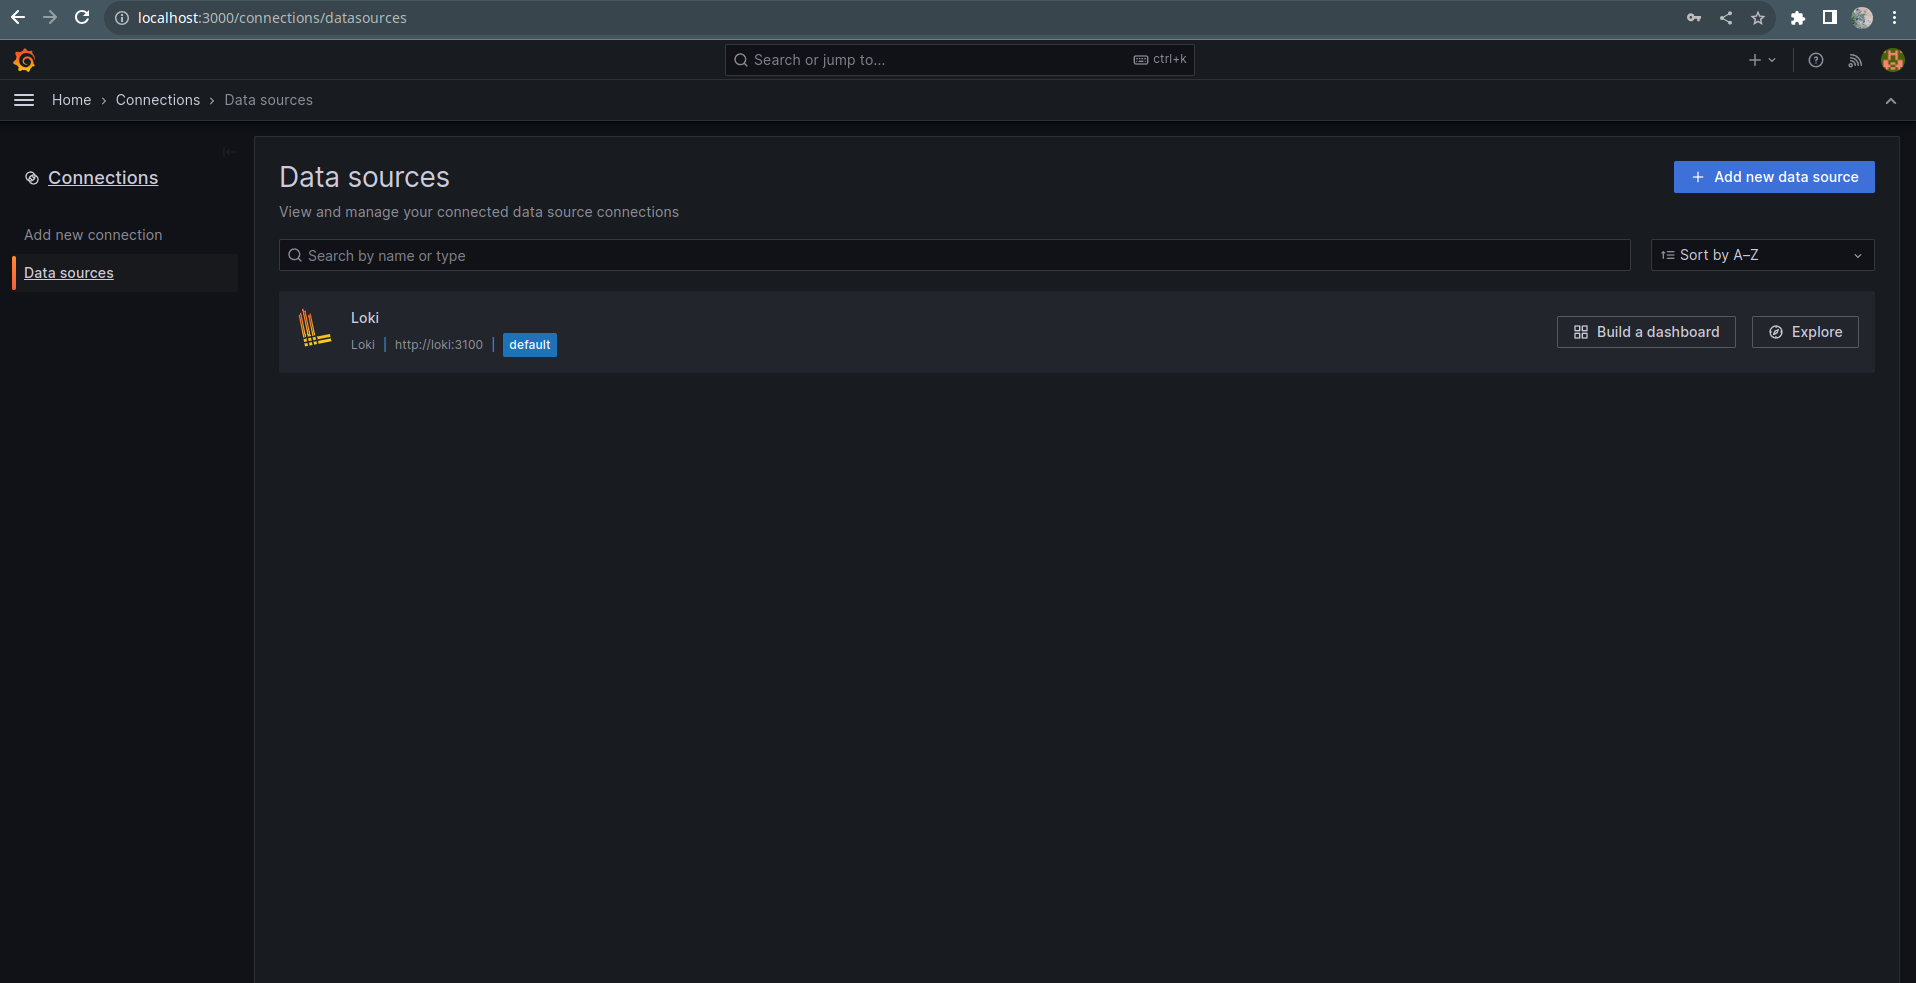 localhost:3000/connections/datasources
Search or jump to...
ctrl+k
Home › Connections › Data sources
Connections
Add new connection
Data sources
Data sources
Add new data source
View and manage your connected data source connections
Search by name or type
Sort by A–Z
Loki
Loki | http://loki:3100 | default
Build a dashboard
Explore